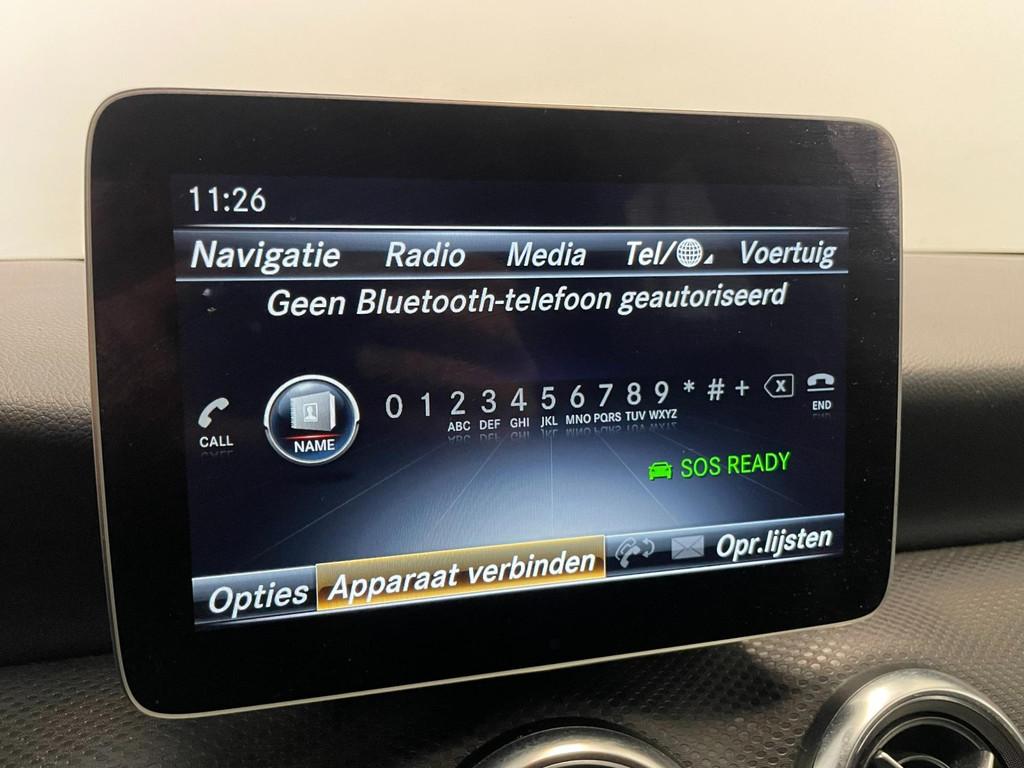 11:26
Navigatie Radio Media Tel/ Voertuig
Geen Bluetooth-telefoon geautoriseerd
0 1 2 3 4 5 6 7 8 9 * # +
ABC DEF GHI JKL MNO PQRS TUV WXYZ
CALL NAME X END
SOS READY
Opties Apparaat verbinden Opr.lijsten